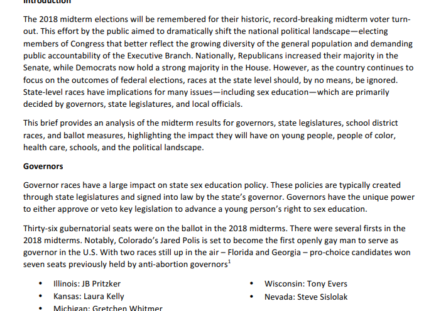 Introduction
The 2018 midterm elections will be remembered for their historic, record-breaking midterm voter turn-
out. This effort by the public aimed to dramatically shift the national political landscape—electing
members of Congress that better reflect the growing diversity of the general population and demanding
public accountability of the Executive Branch. Nationally, Republicans increased their majority in the
Senate, while Democrats now hold a strong majority in the House. However, as the country continues to
focus on the outcomes of federal elections, races at the state level should, by no means, be ignored.
State-level races have implications for many issues—including sex education—which are primarily
decided by governors, state legislatures, and local officials.
This brief provides an analysis of the midterm results for governors, state legislatures, school district
races, and ballot measures, highlighting the impact they will have on young people, people of color,
health care, schools, and the political landscape.
Governors
Governor races have a large impact on state sex education policy. These policies are typically created
through state legislatures and signed into law by the state's governor. Governors have the unique power
to either approve or veto key legislation to advance a young person's right to sex education.
Thirty-six gubernatorial seats were on the ballot in the 2018 midterms. There were several firsts in the
2018 midterms. Notably, Colorado's Jared Polis is set to become the first openly gay man to serve as
governor in the U.S. With two races still up in the air – Florida and Georgia – pro-choice candidates won
seven seats previously held by anti-abortion governors¹
• Illinois: JB Pritzker
• Kansas: Laura Kelly
• Michigan: Gretchen Whitmer
• Wisconsin: Tony Evers
• Nevada: Steve Sislolak